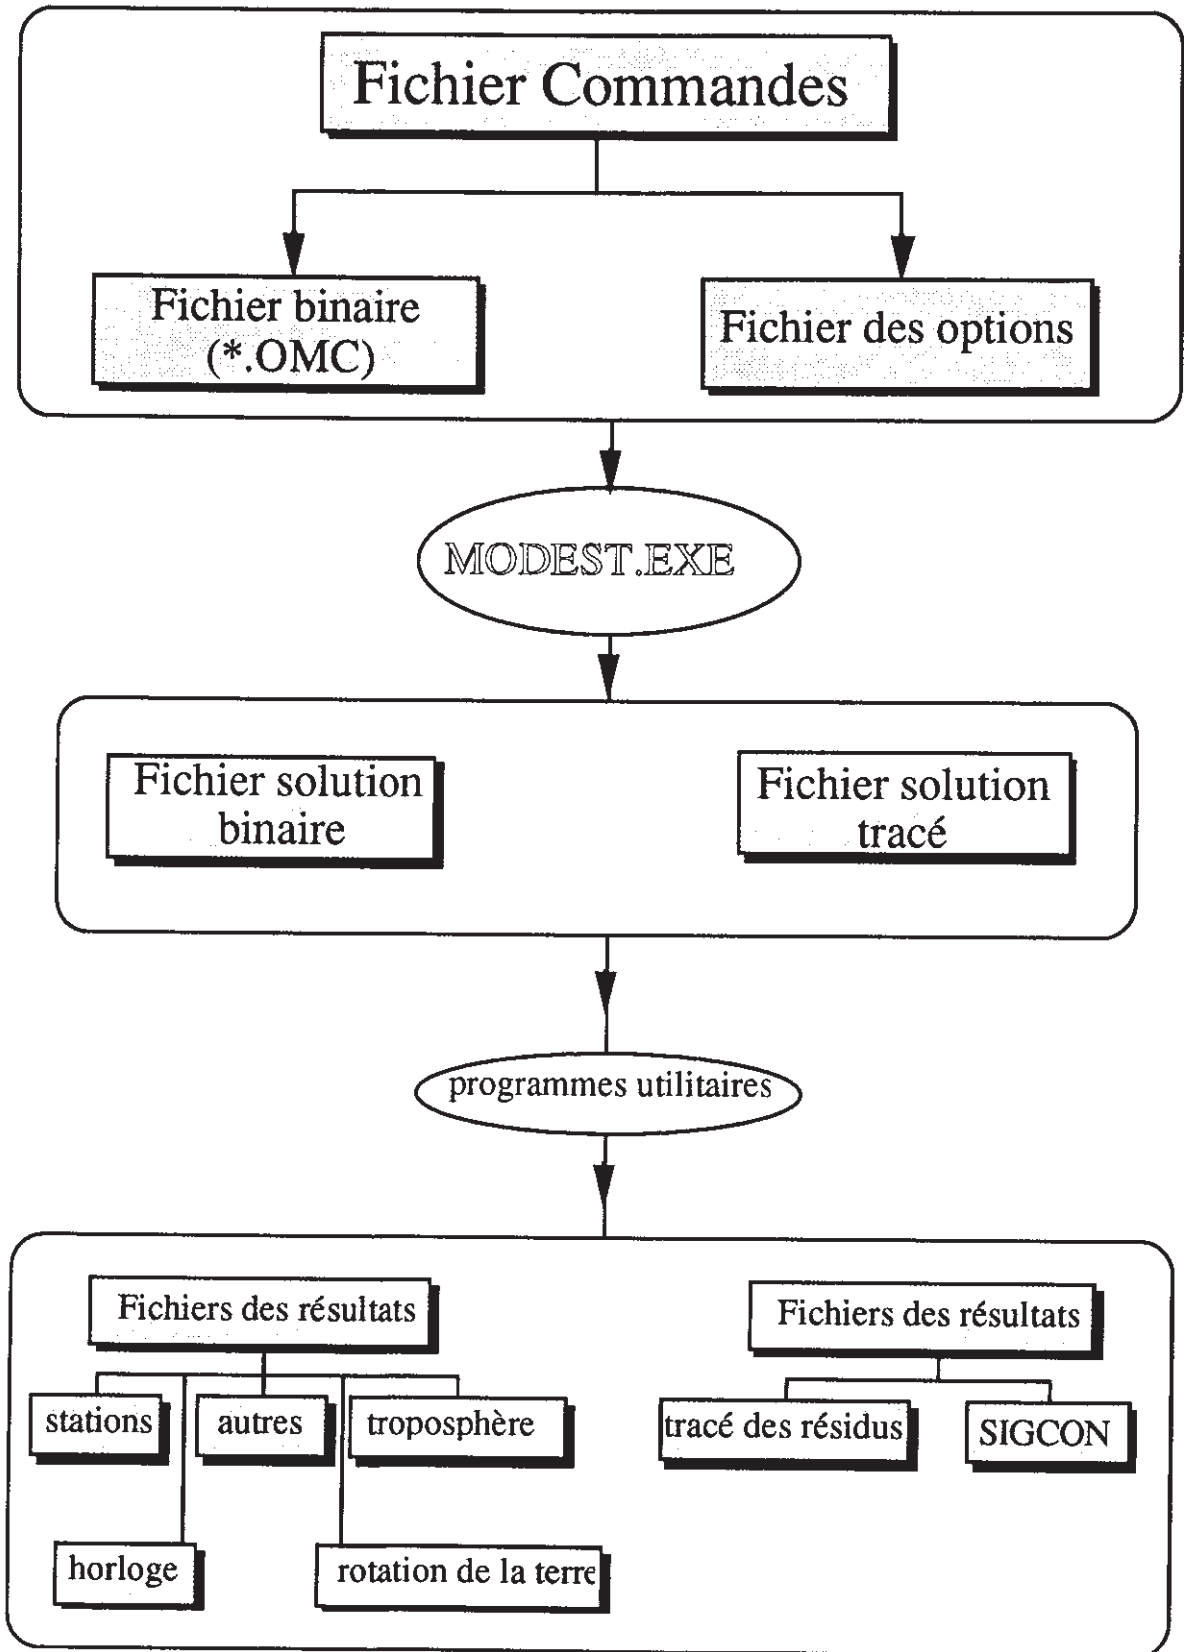 Fichier Commandes
Fichier binaire
(*.OMC)
Fichier des options
MODEST.EXE
Fichier solution
binaire
Fichier solution
tracé
programmes utilitaires
Fichiers des résultats
Fichiers des résultats
stations
autres
troposphère
tracé des résidus
SIGCON
horloge
rotation de la terre